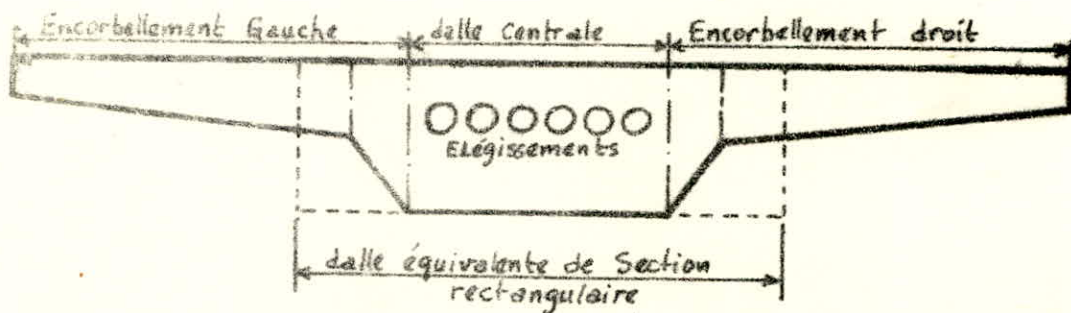 Encorbellement Gauche
dalle Centrale
Encorbellement droit
Elégissements
dalle équivalente de Section
rectangulaire